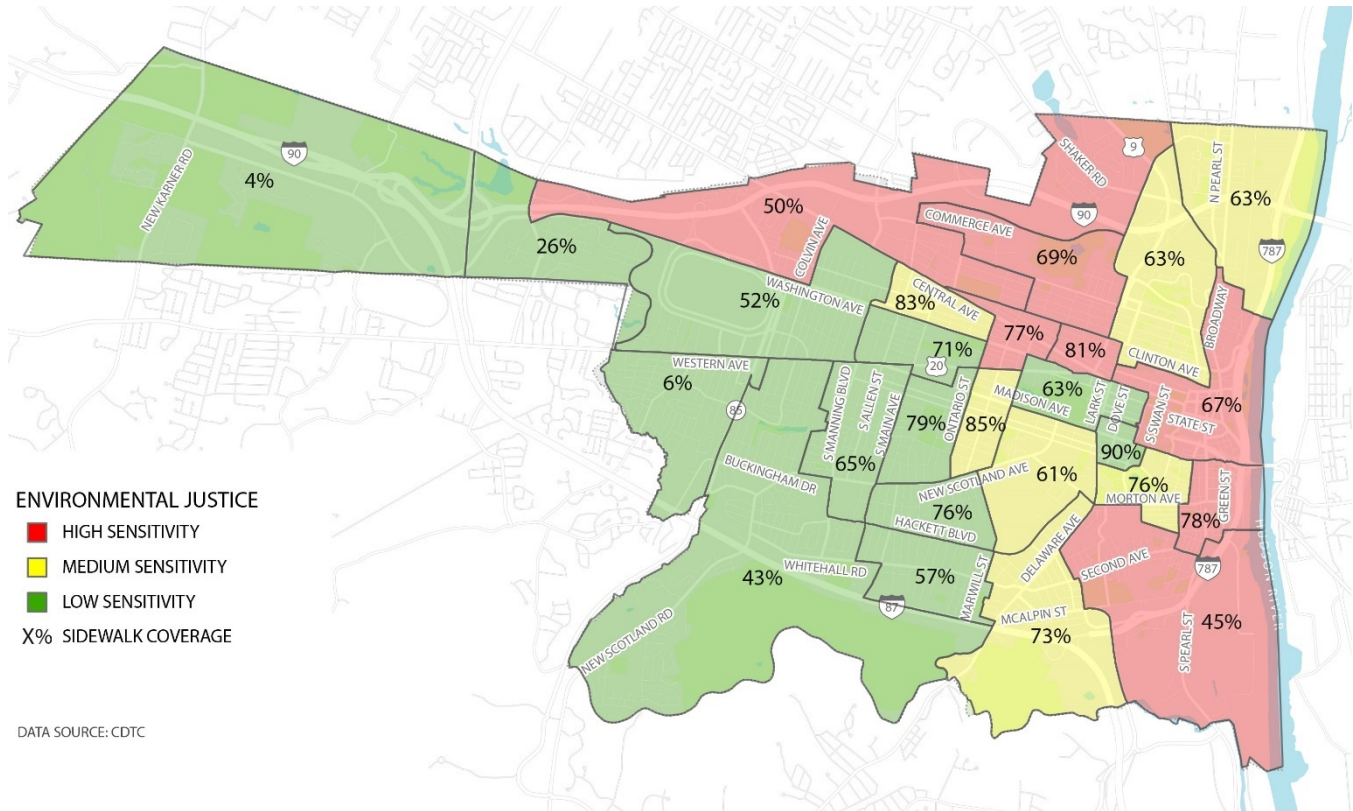 SHAKER RD
9
N PEARL ST
NEW KARNER RD
90
4%
50%
COLVIN AVE
COMMERCE AVE
90
63%
787
26%
69%
63%
52%
WASHINGTON AVE
83%
CENTRAL AVE
BROADWAY
77%
81%
CLINTON AVE
71%
20
WESTERN AVE
6%
85
S MANNING BLVD
S ALLEN ST
S MAIN AVE
79%
ONTARIO ST
85%
MADISON AVE
63%
LARK ST
DOVE ST
S SWAN ST
STATE ST
67%
BUCKINGHAM DR
65%
NEW SCOTLAND AVE
61%
90%
76%
MORTON AVE
GREEN ST
78%
76%
HACKETT BLVD
DELAWARE AVE
SECOND AVE
787
HUDSON RIVER
WHITEHALL RD
43%
57%
87
MARWILL ST
MCALPIN ST
73%
S PEARL ST
45%
NEW SCOTLAND RD
ENVIRONMENTAL JUSTICE
HIGH SENSITIVITY
MEDIUM SENSITIVITY
LOW SENSITIVITY
X% SIDEWALK COVERAGE
DATA SOURCE: CDTC